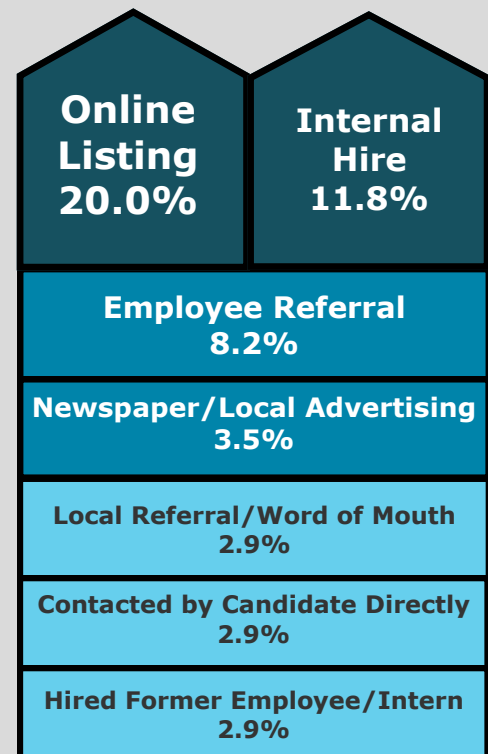 Online
Listing
20.0%
Internal
Hire
11.8%
Employee Referral
8.2%
Newspaper/Local Advertising
3.5%
Local Referral/Word of Mouth
2.9%
Contacted by Candidate Directly
2.9%
Hired Former Employee/Intern
2.9%